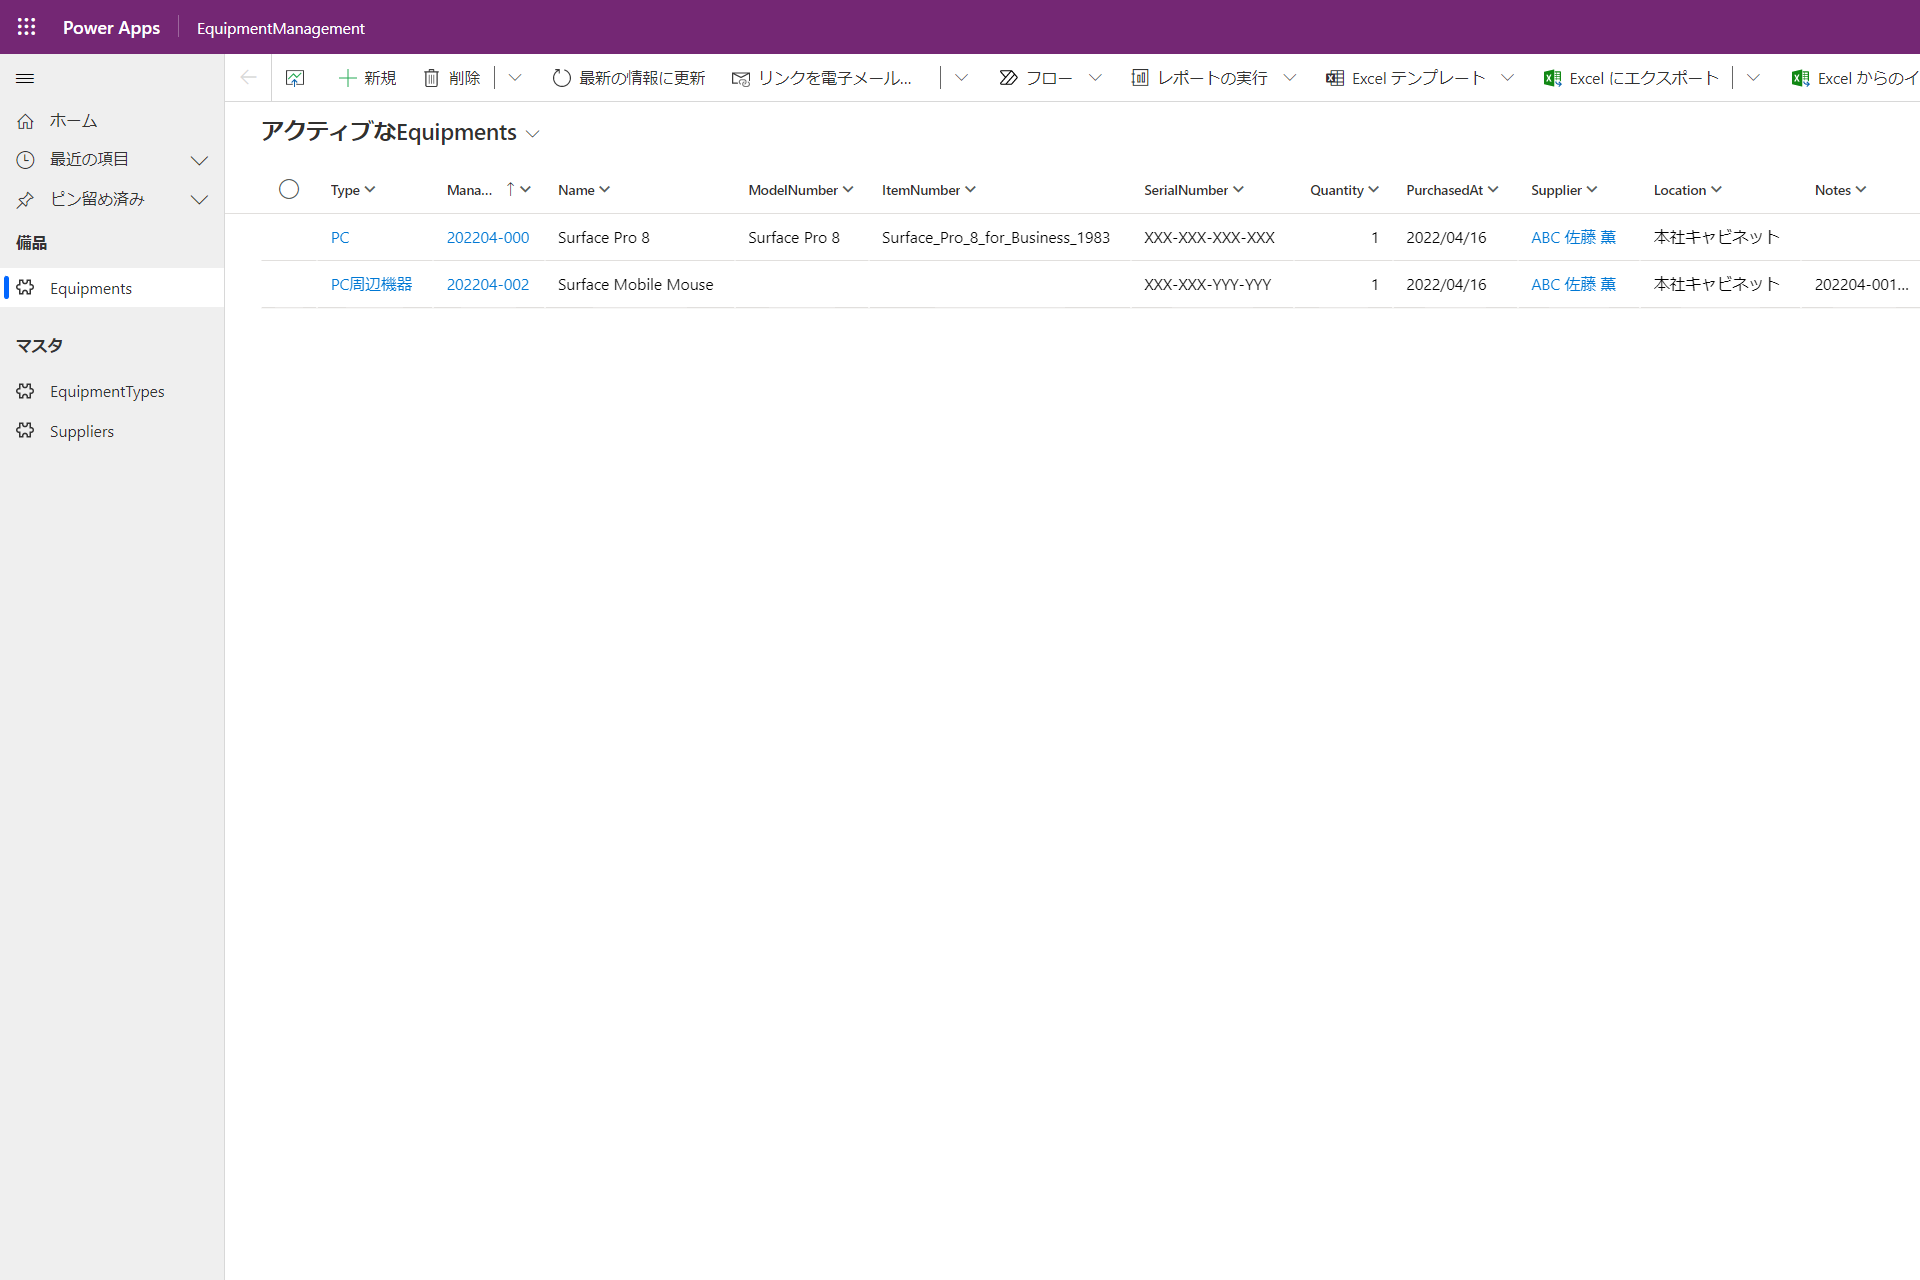 Power Apps EquipmentManagement
新規 削除 最新の情報に更新 リンクを電子メール... フロー レポートの実行 Excel テンプレート Excel にエクスポート Excel からのイ
ホーム
最近の項目
ピン留め済み
備品
Equipments
マスタ
EquipmentTypes
Suppliers
アクティブなEquipments
Type Mana... ↑ Name ModelNumber ItemNumber SerialNumber Quantity PurchasedAt Supplier Location Notes
PC 202204-000 Surface Pro 8 Surface Pro 8 Surface_Pro_8_for_Business_1983 XXX-XXX-XXX-XXX 1 2022/04/16 ABC 佐藤 薫 本社キャビネット
PC周辺機器 202204-002 Surface Mobile Mouse XXX-XXX-YYY-YYY 1 2022/04/16 ABC 佐藤 薫 本社キャビネット 202204-001...